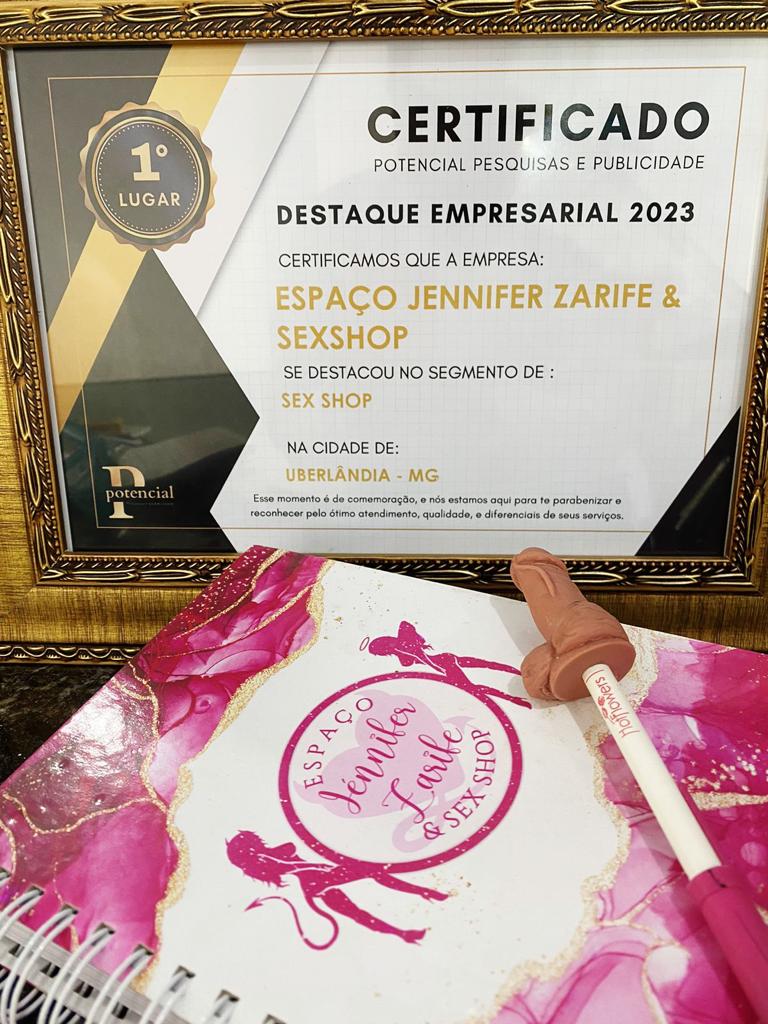 1º
LUGAR
CERTIFICADO
POTENCIAL PESQUISAS E PUBLICIDADE
DESTAQUE EMPRESARIAL 2023
CERTIFICAMOS QUE A EMPRESA:
ESPAÇO JENNIFER ZARIFE &
SEXSHOP
SE DESTACOU NO SEGMENTO DE :
SEX SHOP
NA CIDADE DE:
UBERLÂNDIA - MG
Esse momento é de comemoração, e nós estamos aqui para te parabenizar e
reconhecer pelo ótimo atendimento, qualidade, e diferenciais de seus serviços.
P
potencial
ESPAÇO
Jénnifer
Zarife
& SEX SHOP
Hotflowers